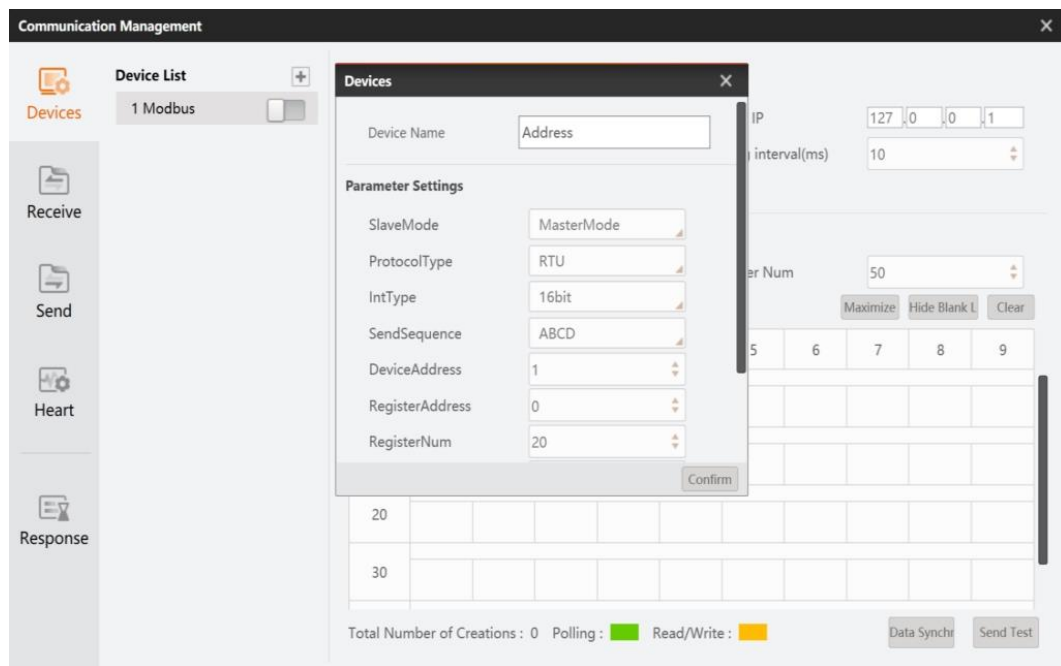 Communication Management
Devices
Receive
Send
Heart
Response
Device List
1 Modbus
Devices
Device Name Address
Parameter Settings
SlaveMode MasterMode
ProtocolType RTU
IntType 16bit
SendSequence ABCD
DeviceAddress 1
RegisterAddress 0
RegisterNum 20
Confirm
IP 127 .0 .0 .1
interval(ms) 10
Num 50
Maximize Hide Blank L Clear
5 6 7 8 9
20
30
Total Number of Creations : 0 Polling : Read/Write :
Data Synchr Send Test